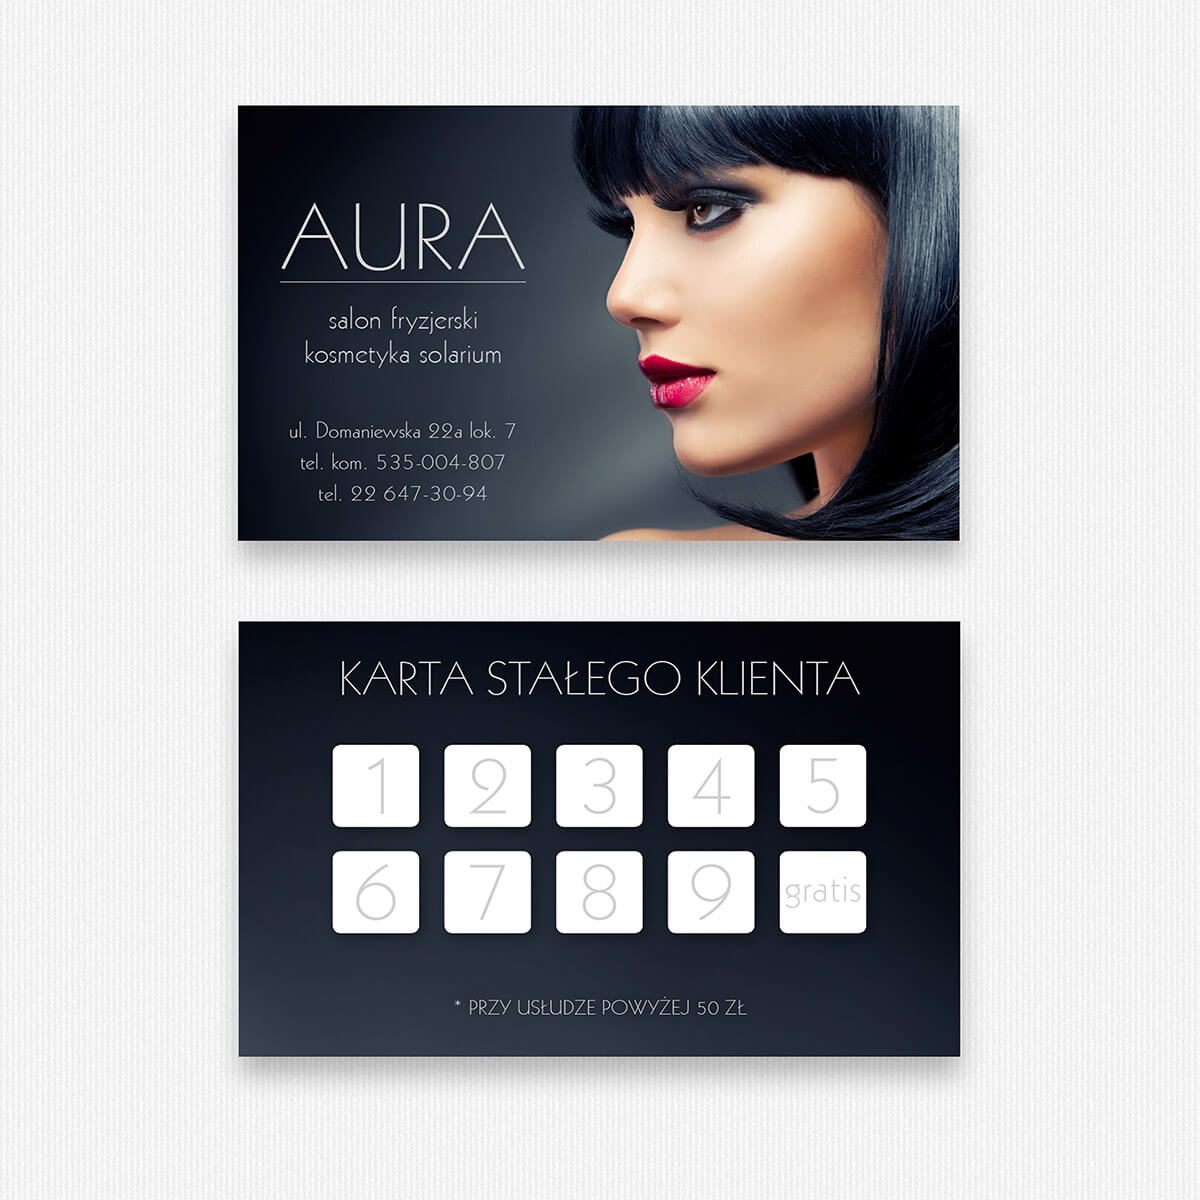 AURA
salon fryzjerski
kosmetyka solarium
ul. Domaniewska 22a lok. 7
tel. kom. 535-004-807
tel. 22 647-30-94
KARTA STAŁEGO KLIENTA
1 2 3 4 5
6 7 8 9 gratis
* PRZY USŁUDZE POWYŻEJ 50 ZŁ